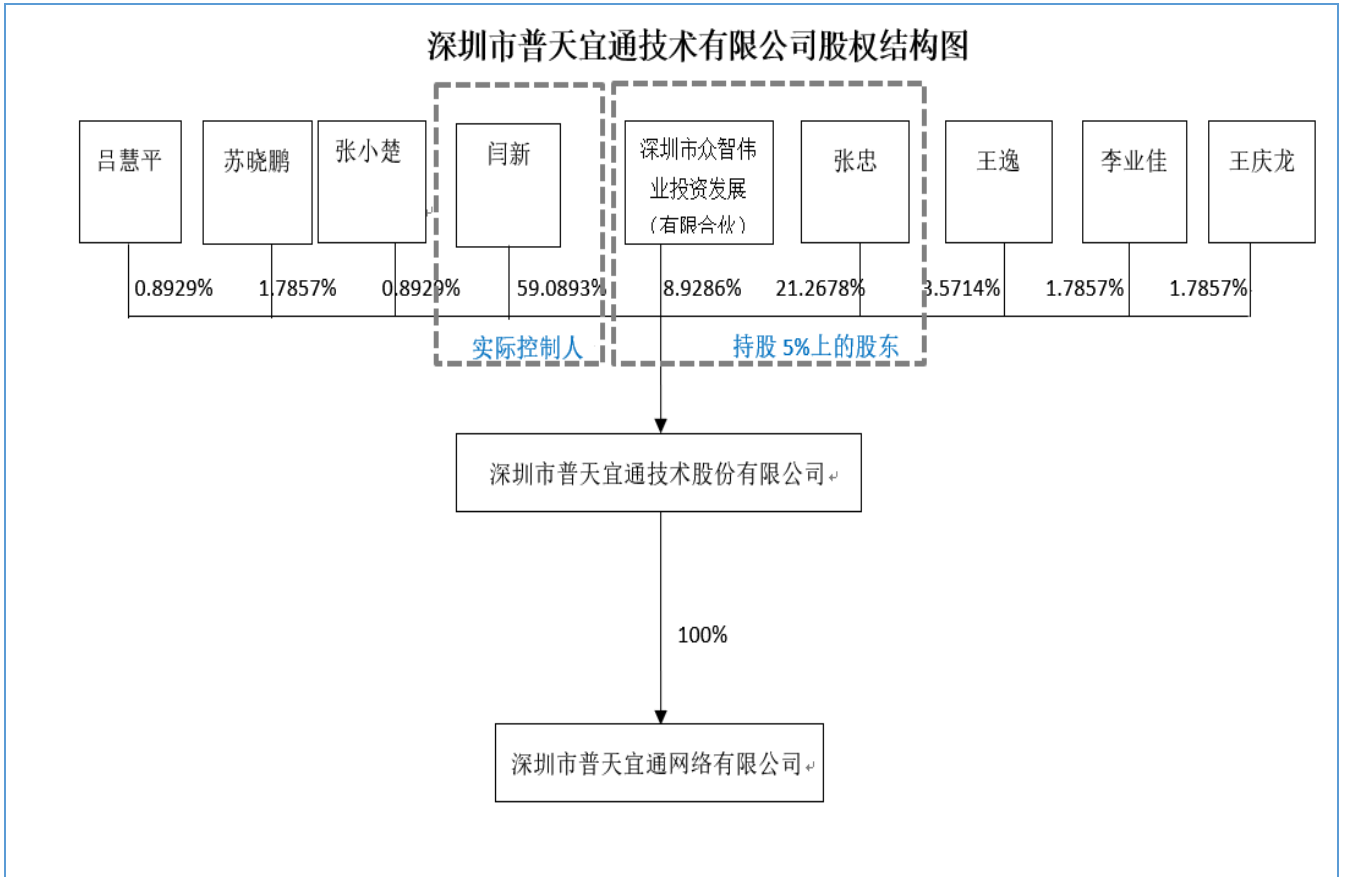 深圳市普天宜通技术有限公司股权结构图
吕慧平
苏晓鹏
张小楚
闫新
深圳市众智伟
业投资发展
（有限合伙）
张忠
王逸
李业佳
王庆龙
0.8929%
1.7857%
0.8929%
59.0893%
8.9286%
21.2678%
3.5714%
1.7857%
1.7857%
实际控制人
持股 5%上的股东
深圳市普天宜通技术股份有限公司
100%
深圳市普天宜通网络有限公司